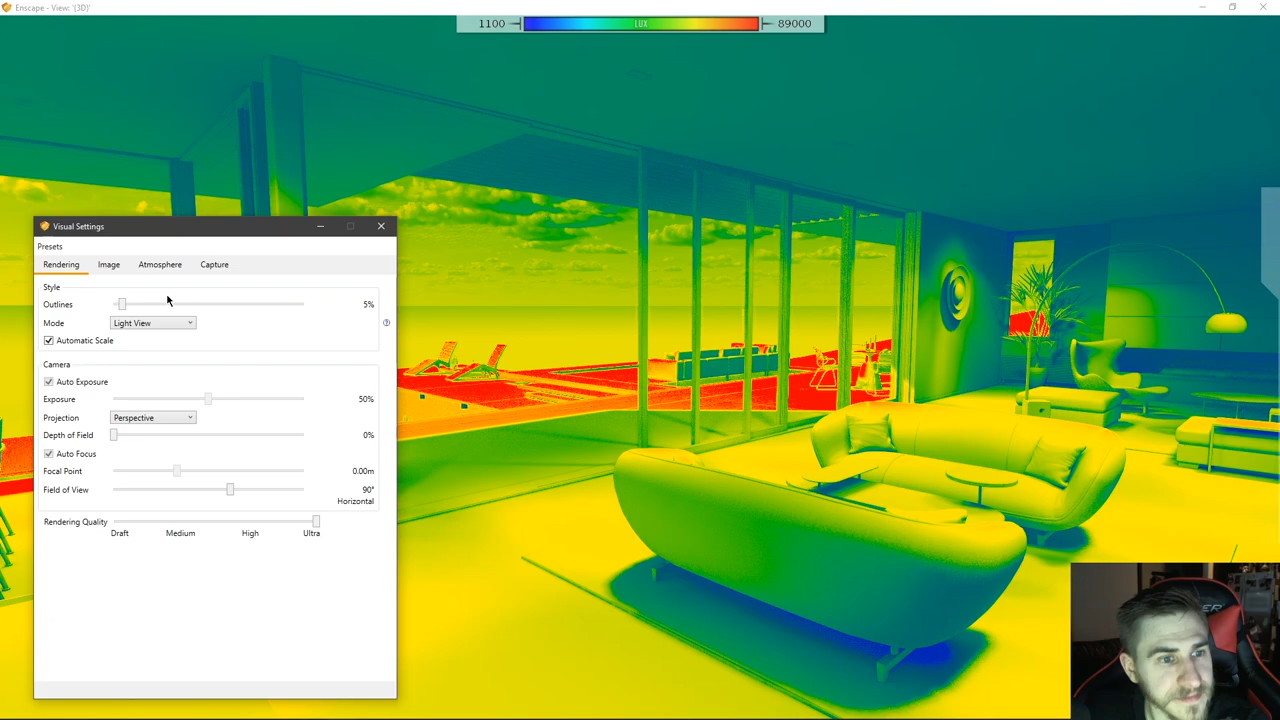 Enscape - View: '{3D}'
1100 LUX 89000
Visual Settings
Presets
Rendering Image Atmosphere Capture
Style
Outlines 5%
Mode Light View
Automatic Scale
Camera
Auto Exposure
Exposure 50%
Projection Perspective
Depth of Field 0%
Auto Focus
Focal Point 0.00m
Field of View 90°
Horizontal
Rendering Quality
Draft Medium High Ultra